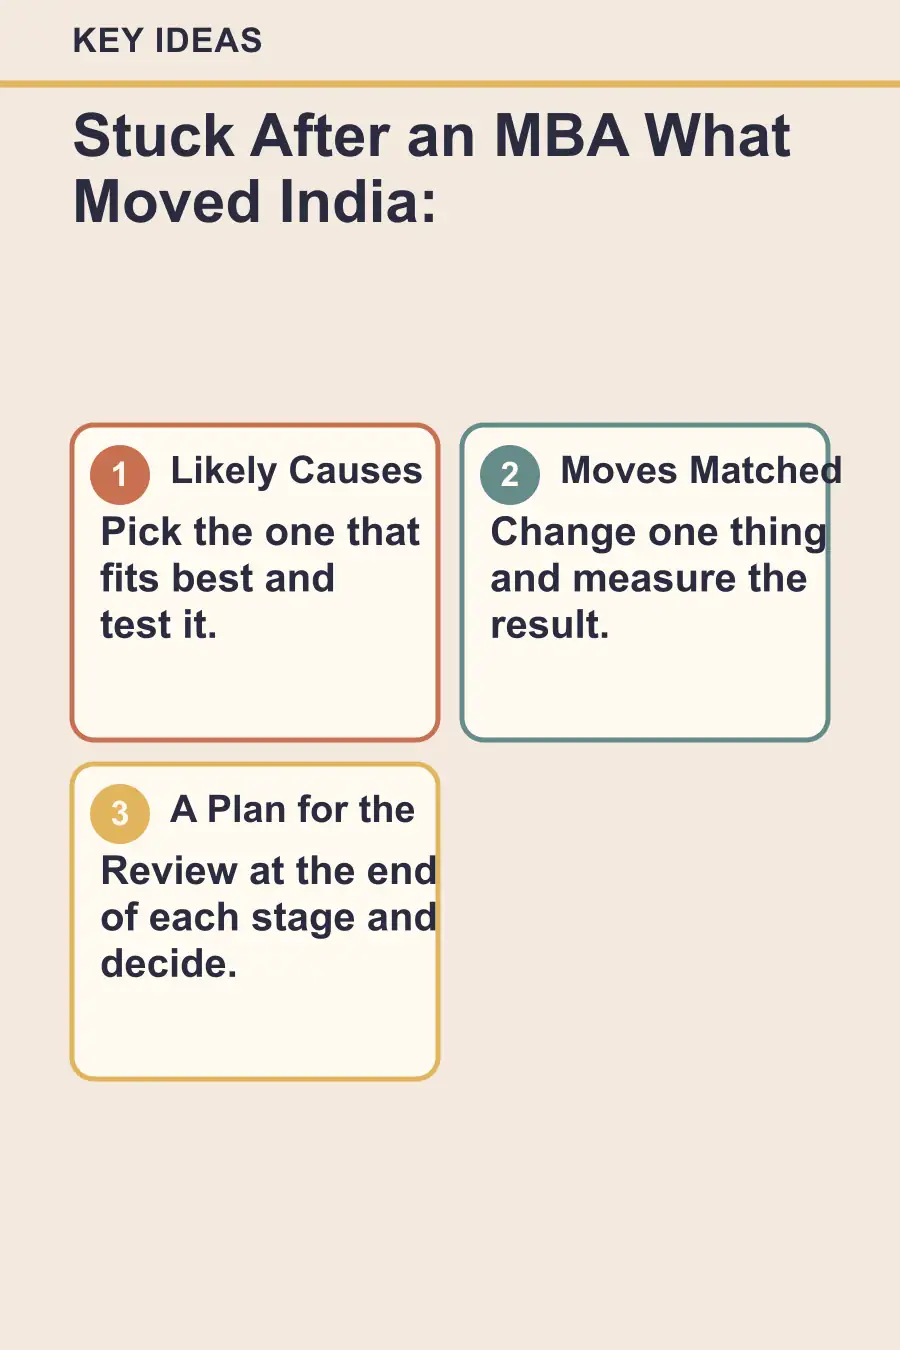 KEY IDEAS
Stuck After an MBA What
Moved India:
1 Likely Causes
Pick the one that
fits best and
test it.
2 Moves Matched
Change one thing
and measure the
result.
3 A Plan for the
Review at the end
of each stage and
decide.